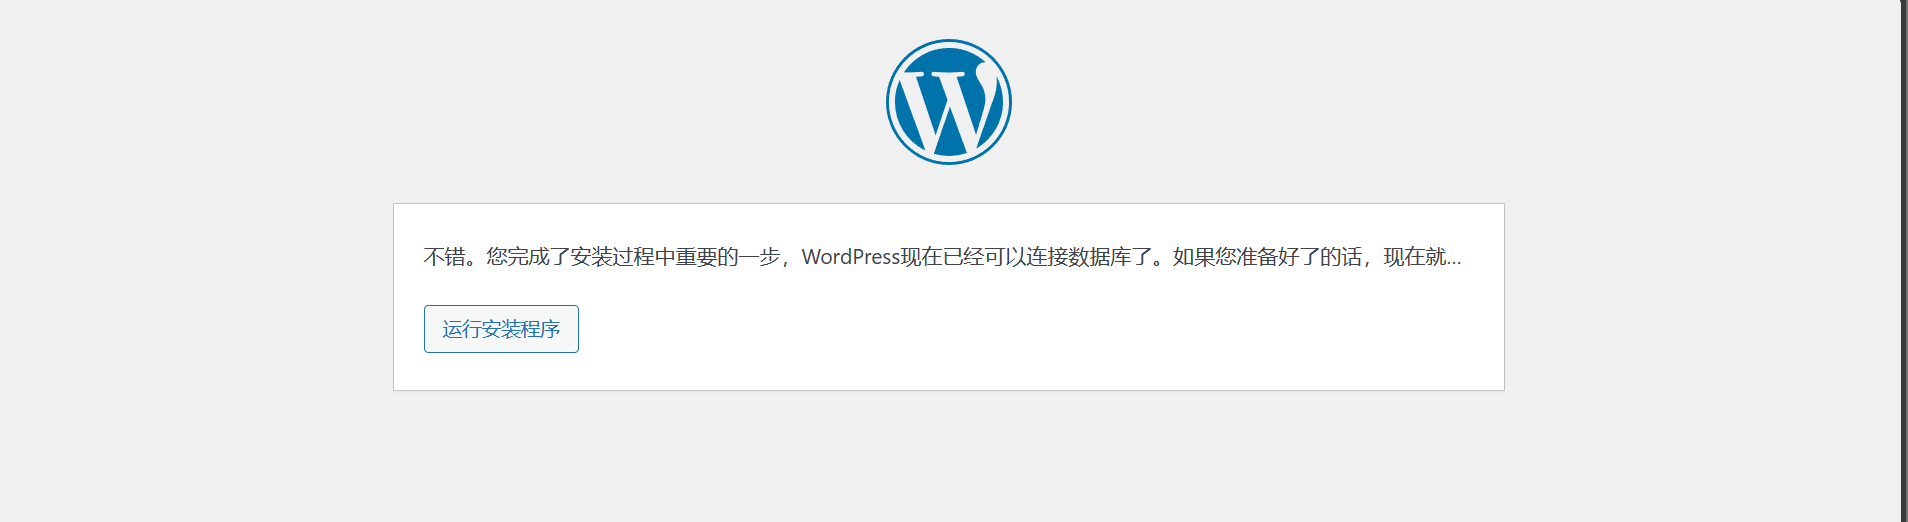 不错。您完成了安装过程中重要的一步，WordPress现在已经可以连接数据库了。如果您准备好了的话，现在就...
运行安装程序